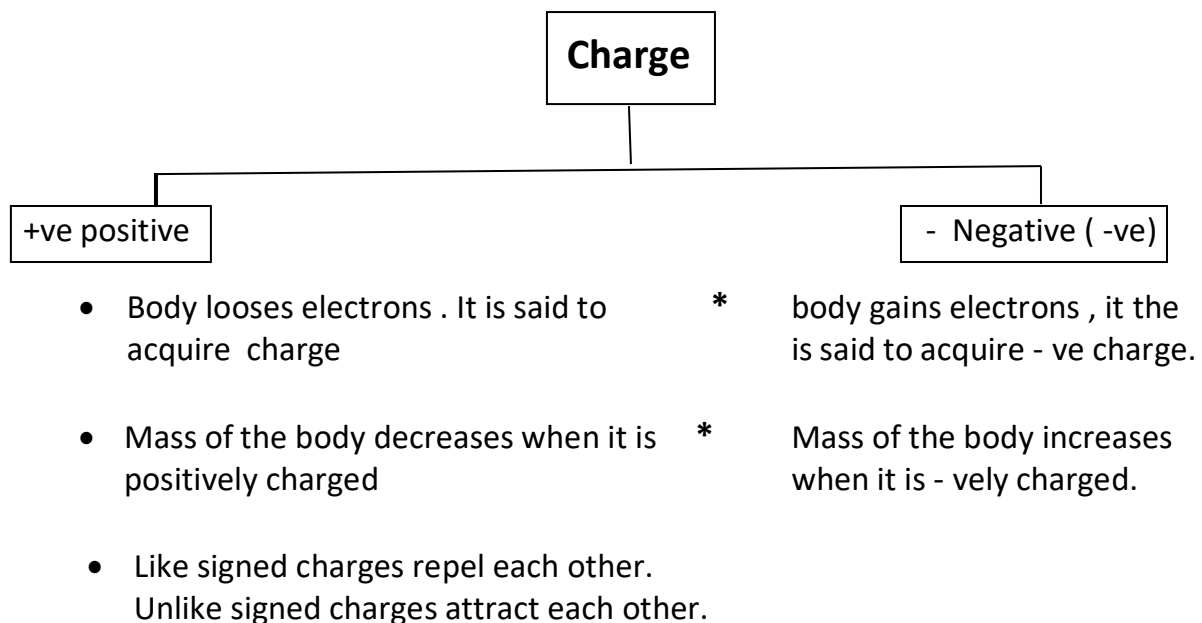 Charge
+ve positive
- Negative ( -ve)
• Body looses electrons . It is said to
acquire charge
* body gains electrons , it the
is said to acquire - ve charge.
• Mass of the body decreases when it is
positively charged
* Mass of the body increases
when it is - vely charged.
• Like signed charges repel each other.
Unlike signed charges attract each other.